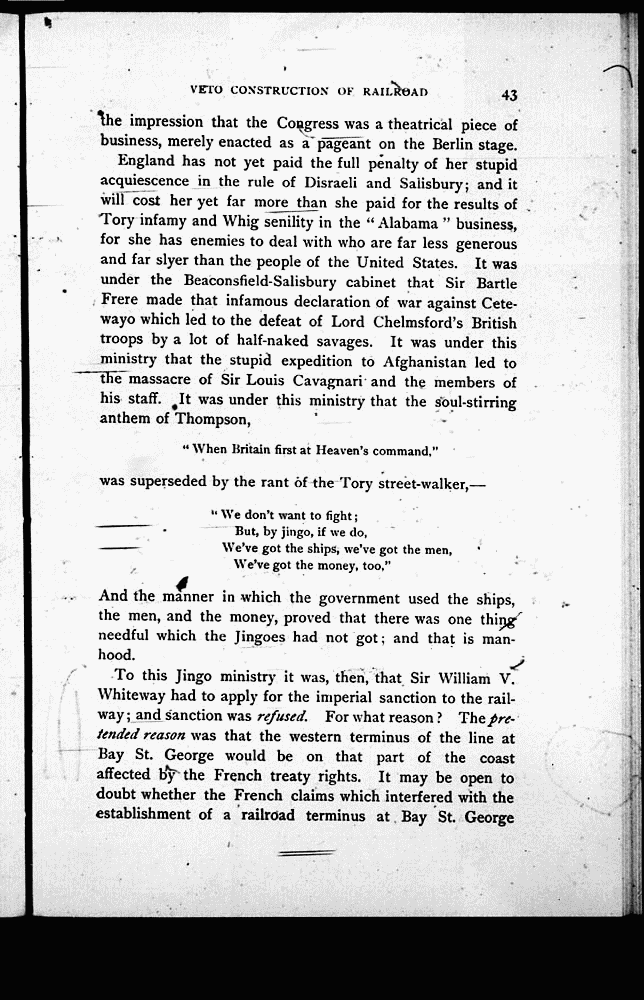 VETO CONSTRUCTION OF RAILROAD 43
the impression that the Congress was a theatrical piece of
business, merely enacted as a pageant on the Berlin stage.
England has not yet paid the full penalty of her stupid
acquiescence in the rule of Disraeli and Salisbury; and it
will cost her yet far more than she paid for the results of
Tory infamy and Whig senility in the “Alabama” business,
for she has enemies to deal with who are far less generous
and far slyer than the people of the United States. It was
under the Beaconsfield-Salisbury cabinet that Sir Bartle
Frere made that infamous declaration of war against Cete-
wayo which led to the defeat of Lord Chelmsford's British
troops by a lot of half-naked savages. It was under this
ministry that the stupid expedition to Afghanistan led to
the massacre of Sir Louis Cavagnari and the members of
his staff. It was under this ministry that the soul-stirring
anthem of Thompson,
“When Britain first at Heaven's command,”
was superseded by the rant of the Tory street-walker,—
“We don't want to fight;
But, by jingo, if we do,
We've got the ships, we've got the men,
We've got the money, too.”
And the manner in which the government used the ships,
the men, and the money, proved that there was one thing
needful which the Jingoes had not got; and that is man-
hood.
To this Jingo ministry it was, then, that Sir William V.
Whiteway had to apply for the imperial sanction to the rail-
way; and sanction was refused. For what reason? The pre-
tended reason was that the western terminus of the line at
Bay St. George would be on that part of the coast
affected by the French treaty rights. It may be open to
doubt whether the French claims which interfered with the
establishment of a railroad terminus at Bay St. George